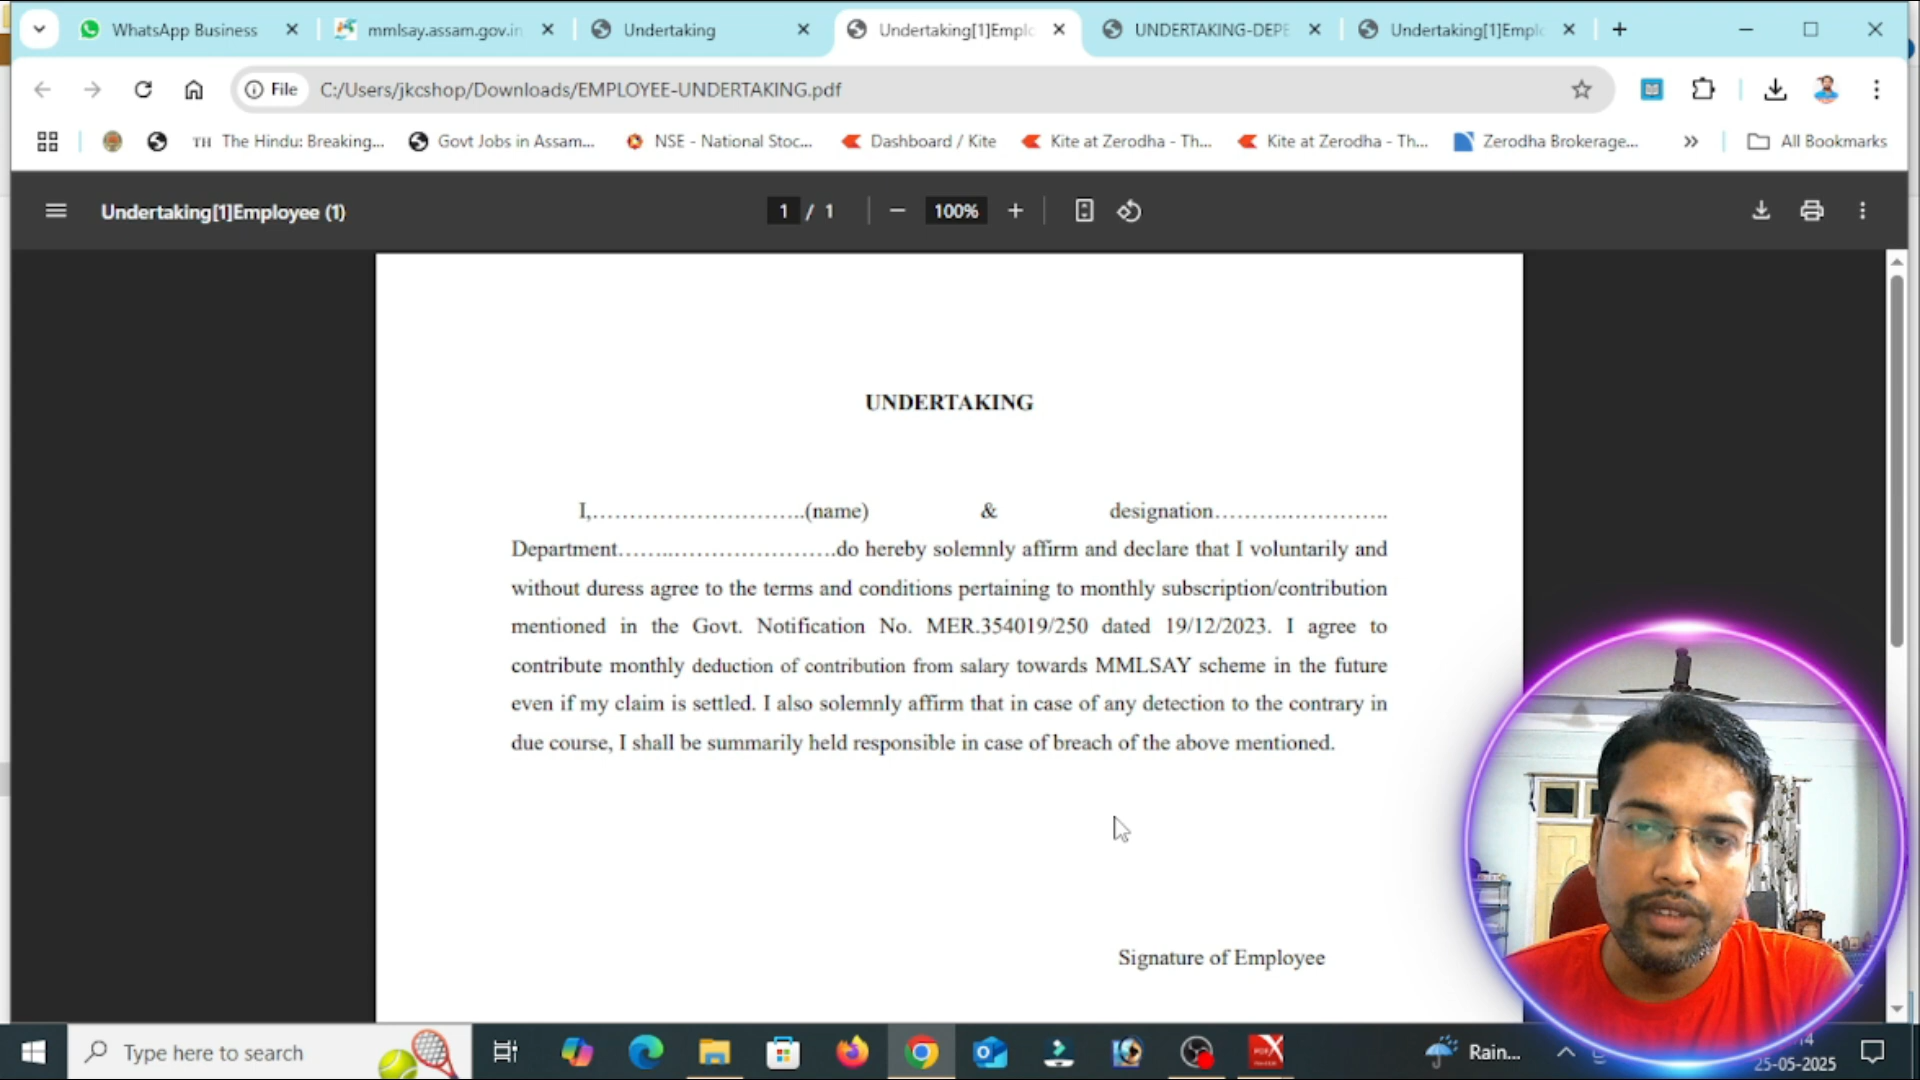 WhatsApp Business
mmlsay.assam.gov.in
Undertaking
Undertaking[1]Emplo
UNDERTAKING-DEPE
Undertaking[1]Emplo
File
C:/Users/jkcshop/Downloads/EMPLOYEE-UNDERTAKING.pdf
TH The Hindu: Breaking...
Govt Jobs in Assam...
NSE - National Stoc...
Dashboard / Kite
Kite at Zerodha - Th...
Kite at Zerodha - Th...
Zerodha Brokerage...
All Bookmarks
Undertaking[1]Employee (1)
1 / 1
100%
UNDERTAKING
I,………………………..(name) & designation……….…………..
Department……..………………….do hereby solemnly affirm and declare that I voluntarily and
without duress agree to the terms and conditions pertaining to monthly subscription/contribution
mentioned in the Govt. Notification No. MER.354019/250 dated 19/12/2023. I agree to
contribute monthly deduction of contribution from salary towards MMLSAY scheme in the future
even if my claim is settled. I also solemnly affirm that in case of any detection to the contrary in
due course, I shall be summarily held responsible in case of breach of the above mentioned.
Signature of Employee
Type here to search
Rain...
25-05-2025